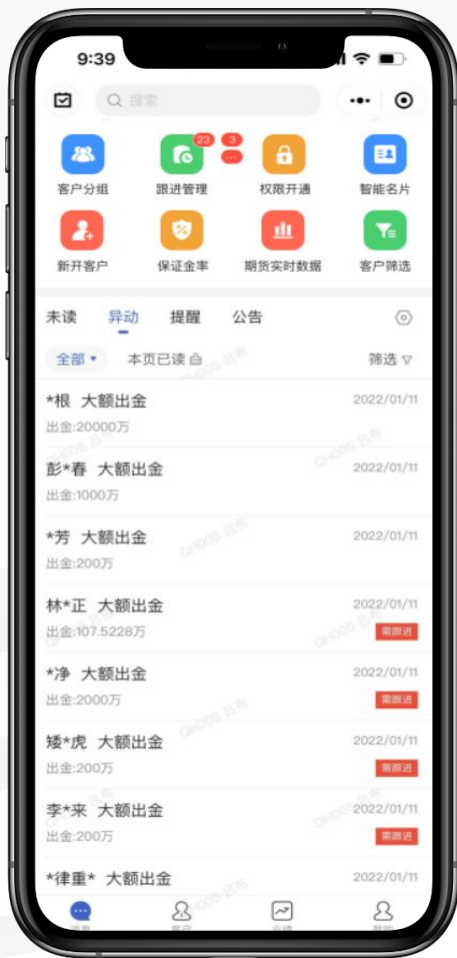 9:39
搜索
23
3
...
客户分组
跟进管理
权限开通
智能名片
新开客户
保证金率
期货实时数据
客户筛选
未读 异动 提醒 公告
全部 本页已读 筛选
*根 大额出金 2022/01/11
出金:20000万
彭*春 大额出金 2022/01/11
出金:1000万
*芳 大额出金 2022/01/11
出金:200万
林*正 大额出金 2022/01/11
出金:107.5228万 需跟进
*净 大额出金 2022/01/11
出金:2000万 需跟进
矮*虎 大额出金 2022/01/11
出金:200万 需跟进
李*来 大额出金 2022/01/11
出金:200万 需跟进
*律重* 大额出金 2022/01/11
QH005 吕布